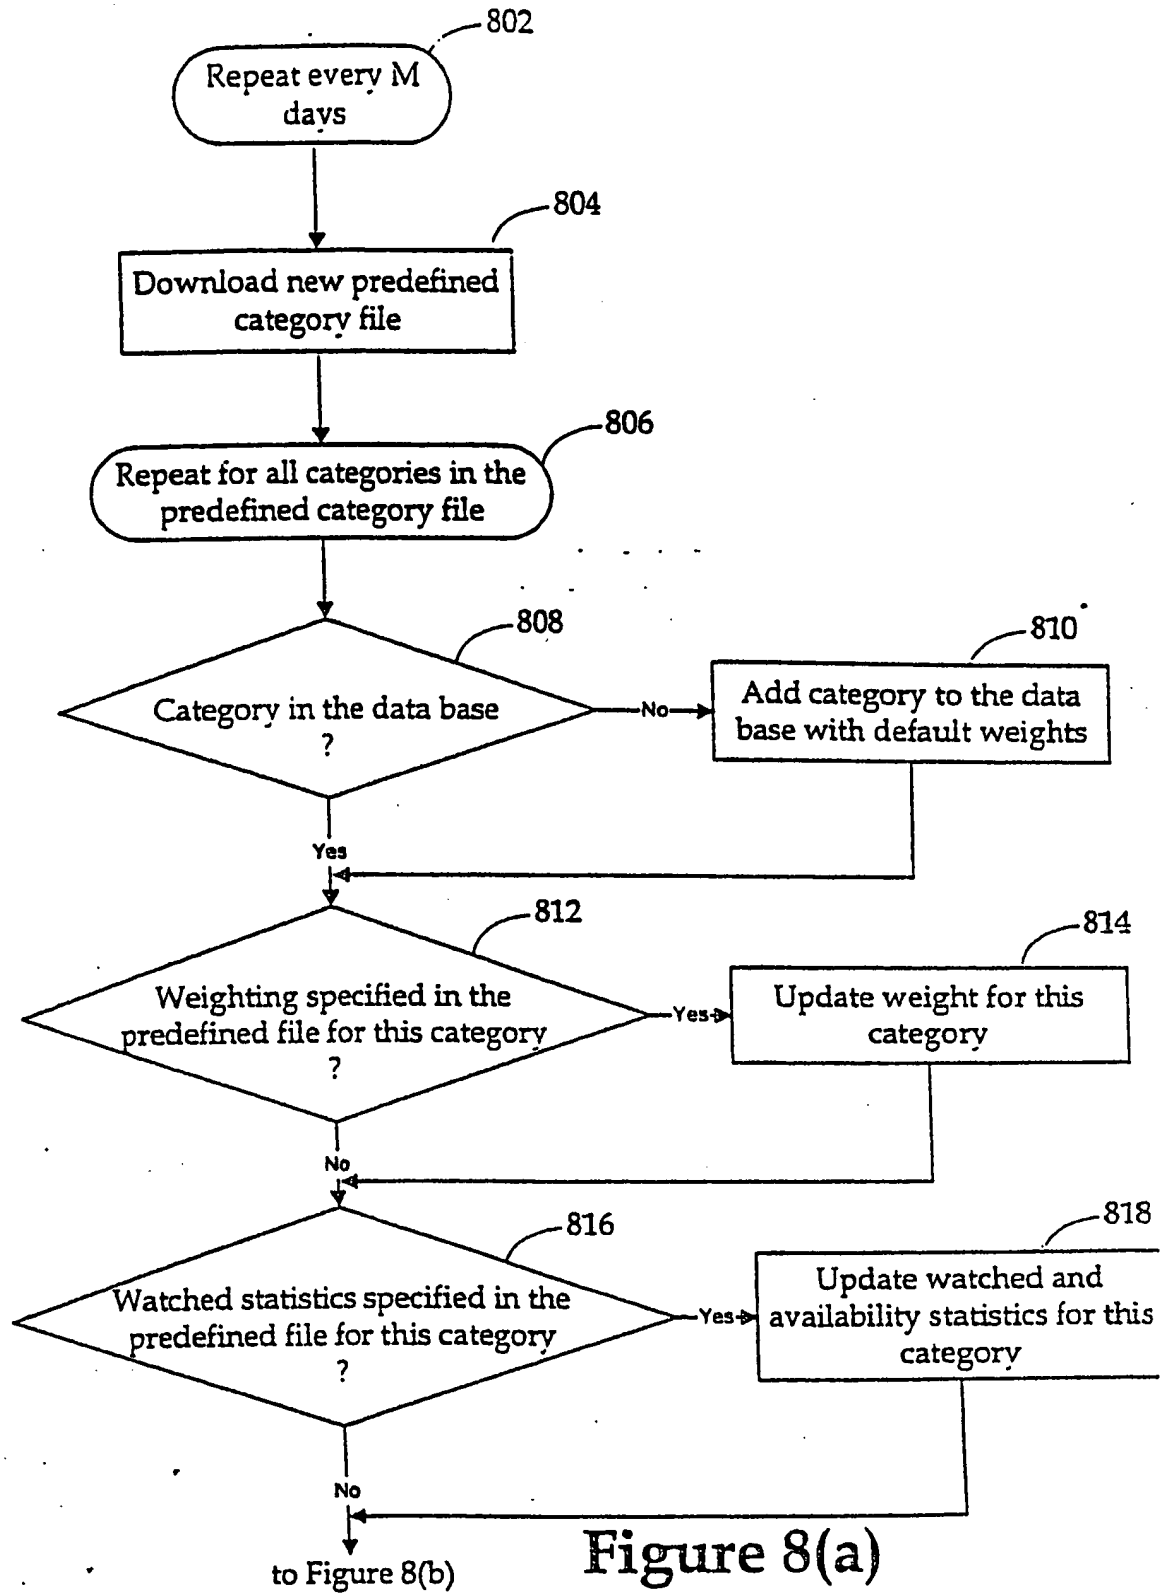 802
Repeat every M
days
804
Download new predefined
category file
806
Repeat for all categories in the
predefined category file
808
Category in the data base
?
No
810
Add category to the data
base with default weights
Yes
812
Weighting specified in the
predefined file for this category
?
Yes
814
Update weight for this
category
No
816
Watched statistics specified in the
predefined file for this category
?
Yes
818
Update watched and
availability statistics for this
category
No
to Figure 8(b)
Figure 8(a)